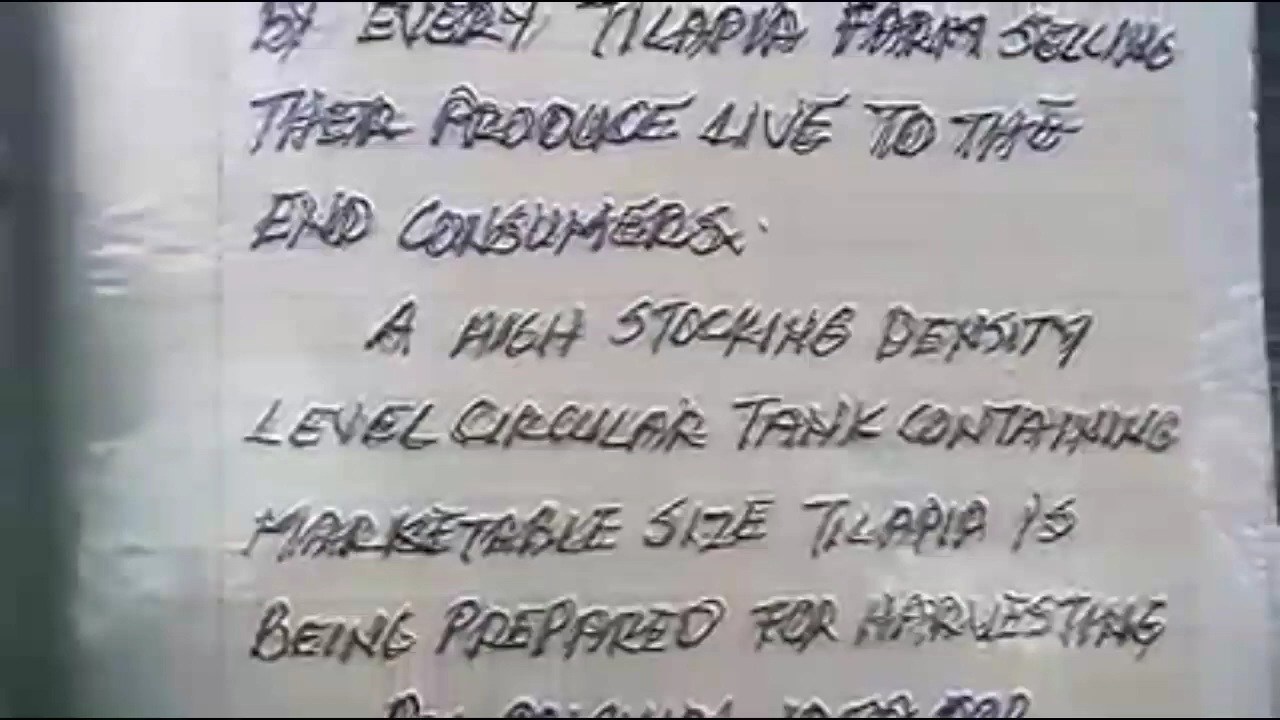 BY EVERY TILAPIA FARM SELLING
THEIR PRODUCE LIVE TO THE
END CONSUMERS.
A HIGH STOCKING DENSITY
LEVEL CIRCULAR TANK CONTAINING
MARKETABLE SIZE TILAPIA IS
BEING PREPARED FOR HARVESTING